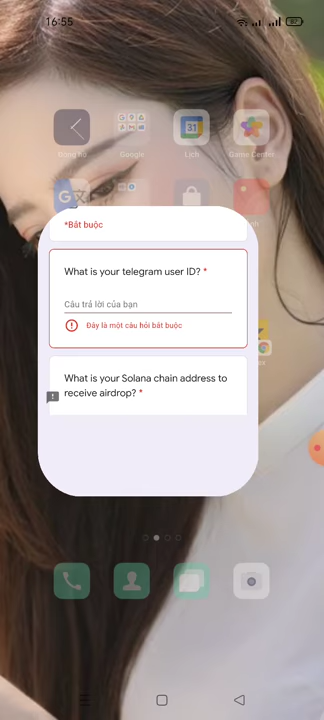 16:55
Đồng hồ
Google
Lịch
Game Center
31
*Bắt buộc
What is your telegram user ID? *
Câu trả lời của bạn
Đây là một câu hỏi bắt buộc
What is your Solana chain address to
receive airdrop? *